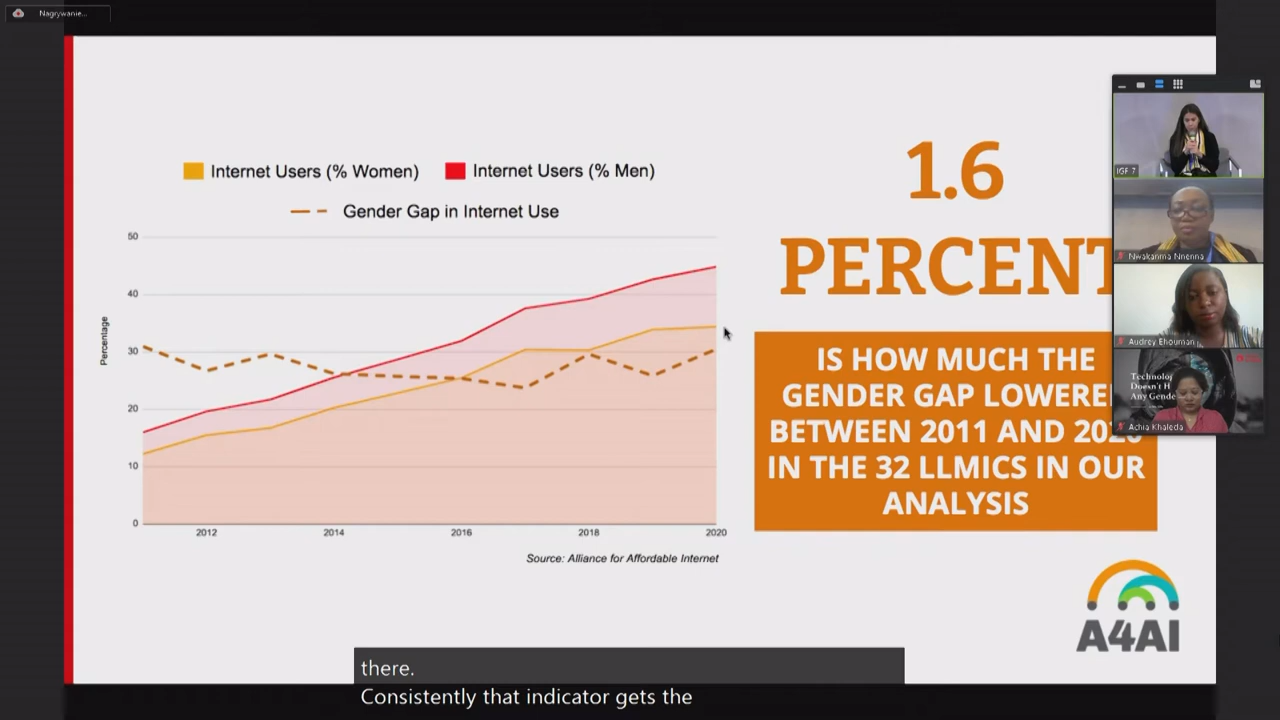 Nagrywanie...
Internet Users (% Women)
Internet Users (% Men)
Gender Gap in Internet Use
50
40
30
20
10
0
Percentage
2012
2014
2016
2018
2020
Source: Alliance for Affordable Internet
1.6
PERCENT
IS HOW MUCH THE
GENDER GAP LOWERE
BETWEEN 2011 AND 2020
IN THE 32 LLMICS IN OUR
ANALYSIS
A4AI
IGF 7
Nwakanma Nnenna
Audrey Ehouman
Technolo
Doesn't H
Any Gende
Achia Khaleda
there.
Consistently that indicator gets the